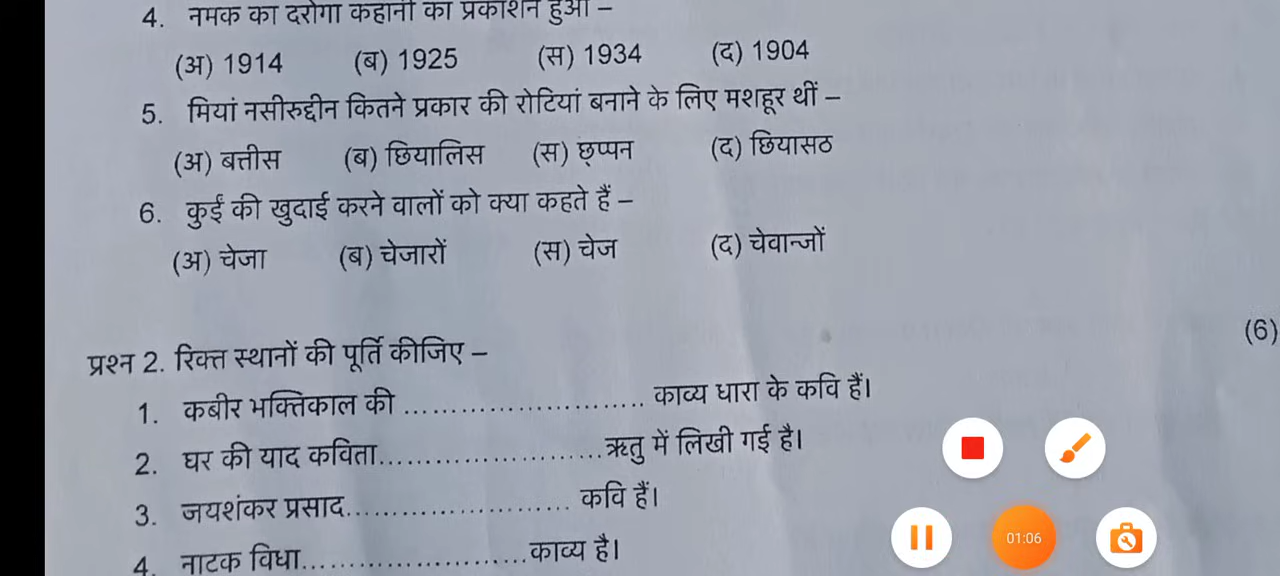 4. नमक का दरोगा कहानी का प्रकाशन हुआ –
(अ) 1914 (ब) 1925 (स) 1934 (द) 1904
5. मियां नसीरुद्दीन कितने प्रकार की रोटियां बनाने के लिए मशहूर थीं –
(अ) बत्तीस (ब) छियालिस (स) छ्प्पन (द) छियासठ
6. कुईं की खुदाई करने वालों को क्या कहते हैं –
(अ) चेजा (ब) चेजारों (स) चेज (द) चेवान्जों
(6)
प्रश्न 2. रिक्त स्थानों की पूर्ति कीजिए –
1. कबीर भक्तिकाल की ........................ काव्य धारा के कवि हैं।
2. घर की याद कविता......................ऋतु में लिखी गई है।
3. जयशंकर प्रसाद...................... कवि हैं।
4. नाटक विधा......................काव्य है।
01:06